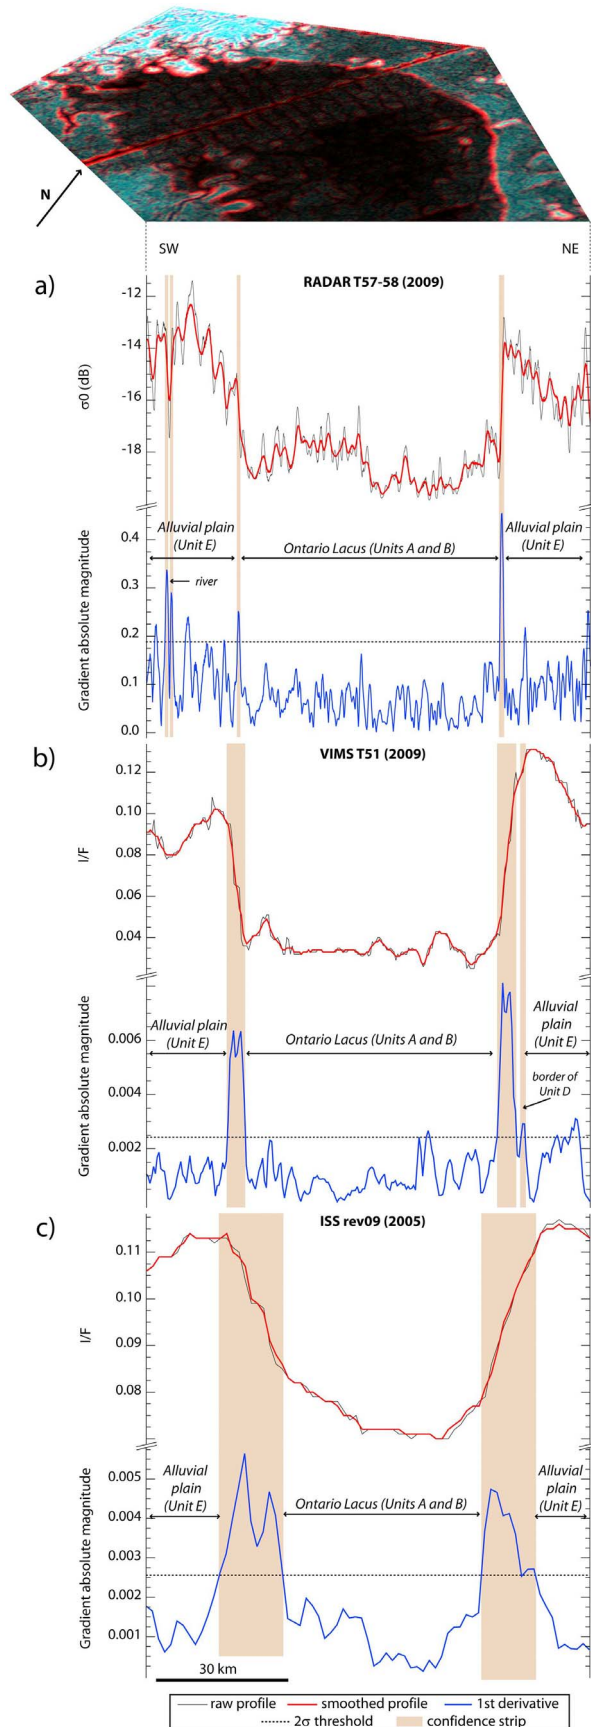 N
SW
NE
a)
RADAR T57-58 (2009)
-12
-14
-16
-18
σ0 (dB)
Alluvial plain
(Unit E)
Ontario Lacus (Units A and B)
Alluvial plain
(Unit E)
river
0.4
0.3
0.2
0.1
0.0
Gradient absolute magnitude
b)
VIMS T51 (2009)
0.12
0.10
0.08
0.06
0.04
I/F
Alluvial plain
(Unit E)
Ontario Lacus (Units A and B)
Alluvial
plain
(Unit E)
border of
Unit D
0.006
0.004
0.002
Gradient absolute magnitude
c)
ISS rev09 (2005)
0.11
0.10
0.09
0.08
I/F
Alluvial
plain
(Unit E)
Ontario Lacus (Units A and B)
Alluvial
plain
(Unit E)
0.005
0.004
0.003
0.002
0.001
Gradient absolute magnitude
30 km
raw profile smoothed profile 1st derivative
2σ threshold confidence strip